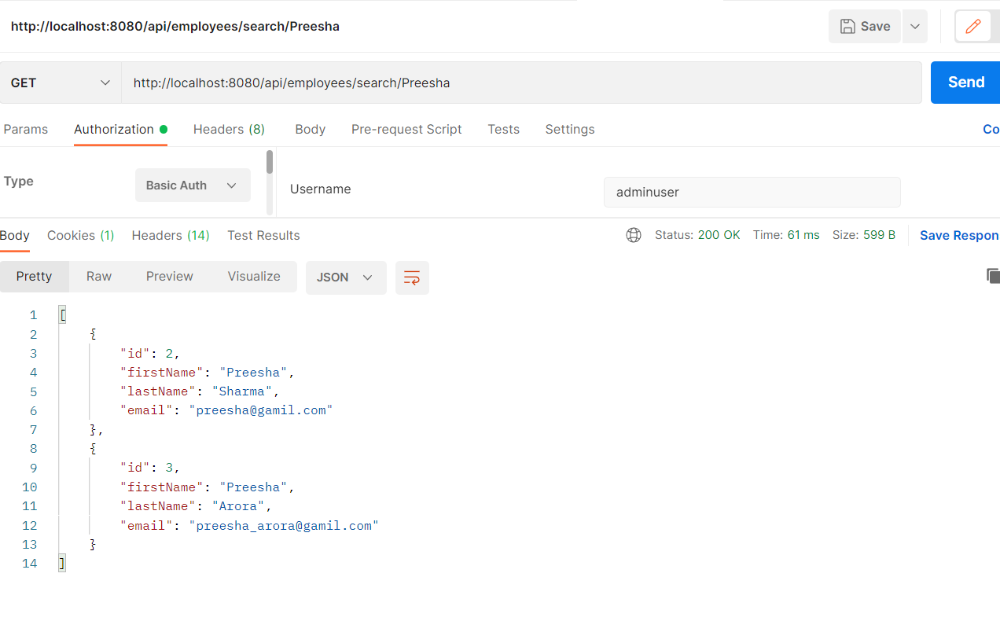 http://localhost:8080/api/employees/search/Preesha Save
GET http://localhost:8080/api/employees/search/Preesha Send
Params Authorization Headers (8) Body Pre-request Script Tests Settings Co
Type Basic Auth Username adminuser
Body Cookies (1) Headers (14) Test Results Status: 200 OK Time: 61 ms Size: 599 B Save Respon
Pretty Raw Preview Visualize JSON
1 [
2 {
3 "id": 2,
4 "firstName": "Preesha",
5 "lastName": "Sharma",
6 "email": "preesha@gamil.com"
7 },
8 {
9 "id": 3,
10 "firstName": "Preesha",
11 "lastName": "Arora",
12 "email": "preesha_arora@gamil.com"
13 }
14 ]